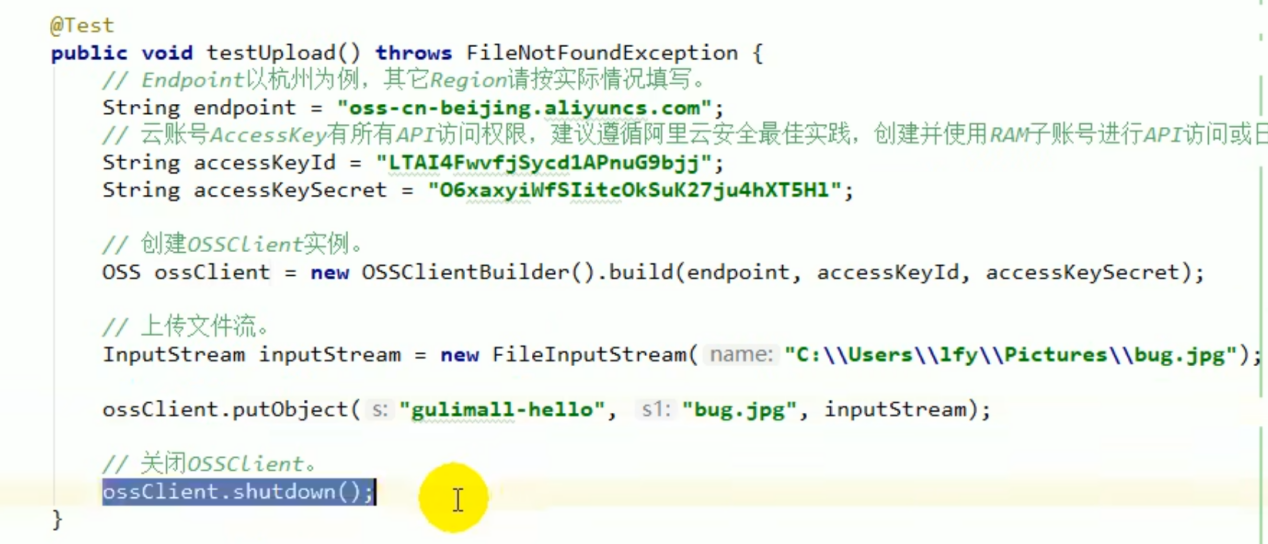 @Test
public void testUpload() throws FileNotFoundException {
// Endpoint以杭州为例，其它Region请按实际情况填写。
String endpoint = "oss-cn-beijing.aliyuncs.com";
// 云账号AccessKey有所有API访问权限，建议遵循阿里云安全最佳实践，创建并使用RAM子账号进行API访问或日
String accessKeyId = "LTAI4FwvfjSycd1APnuG9bjj";
String accessKeySecret = "O6xaxyiWfSIitcOkSuK27ju4hXT5Hl";
// 创建OSSClient实例。
OSS ossClient = new OSSClientBuilder().build(endpoint, accessKeyId, accessKeySecret);
// 上传文件流。
InputStream inputStream = new FileInputStream( name: "C:\\Users\\lfy\\Pictures\\bug.jpg");
ossClient.putObject( s: "gulimall-hello", s1: "bug.jpg", inputStream);
// 关闭OSSClient。
ossClient.shutdown();
}